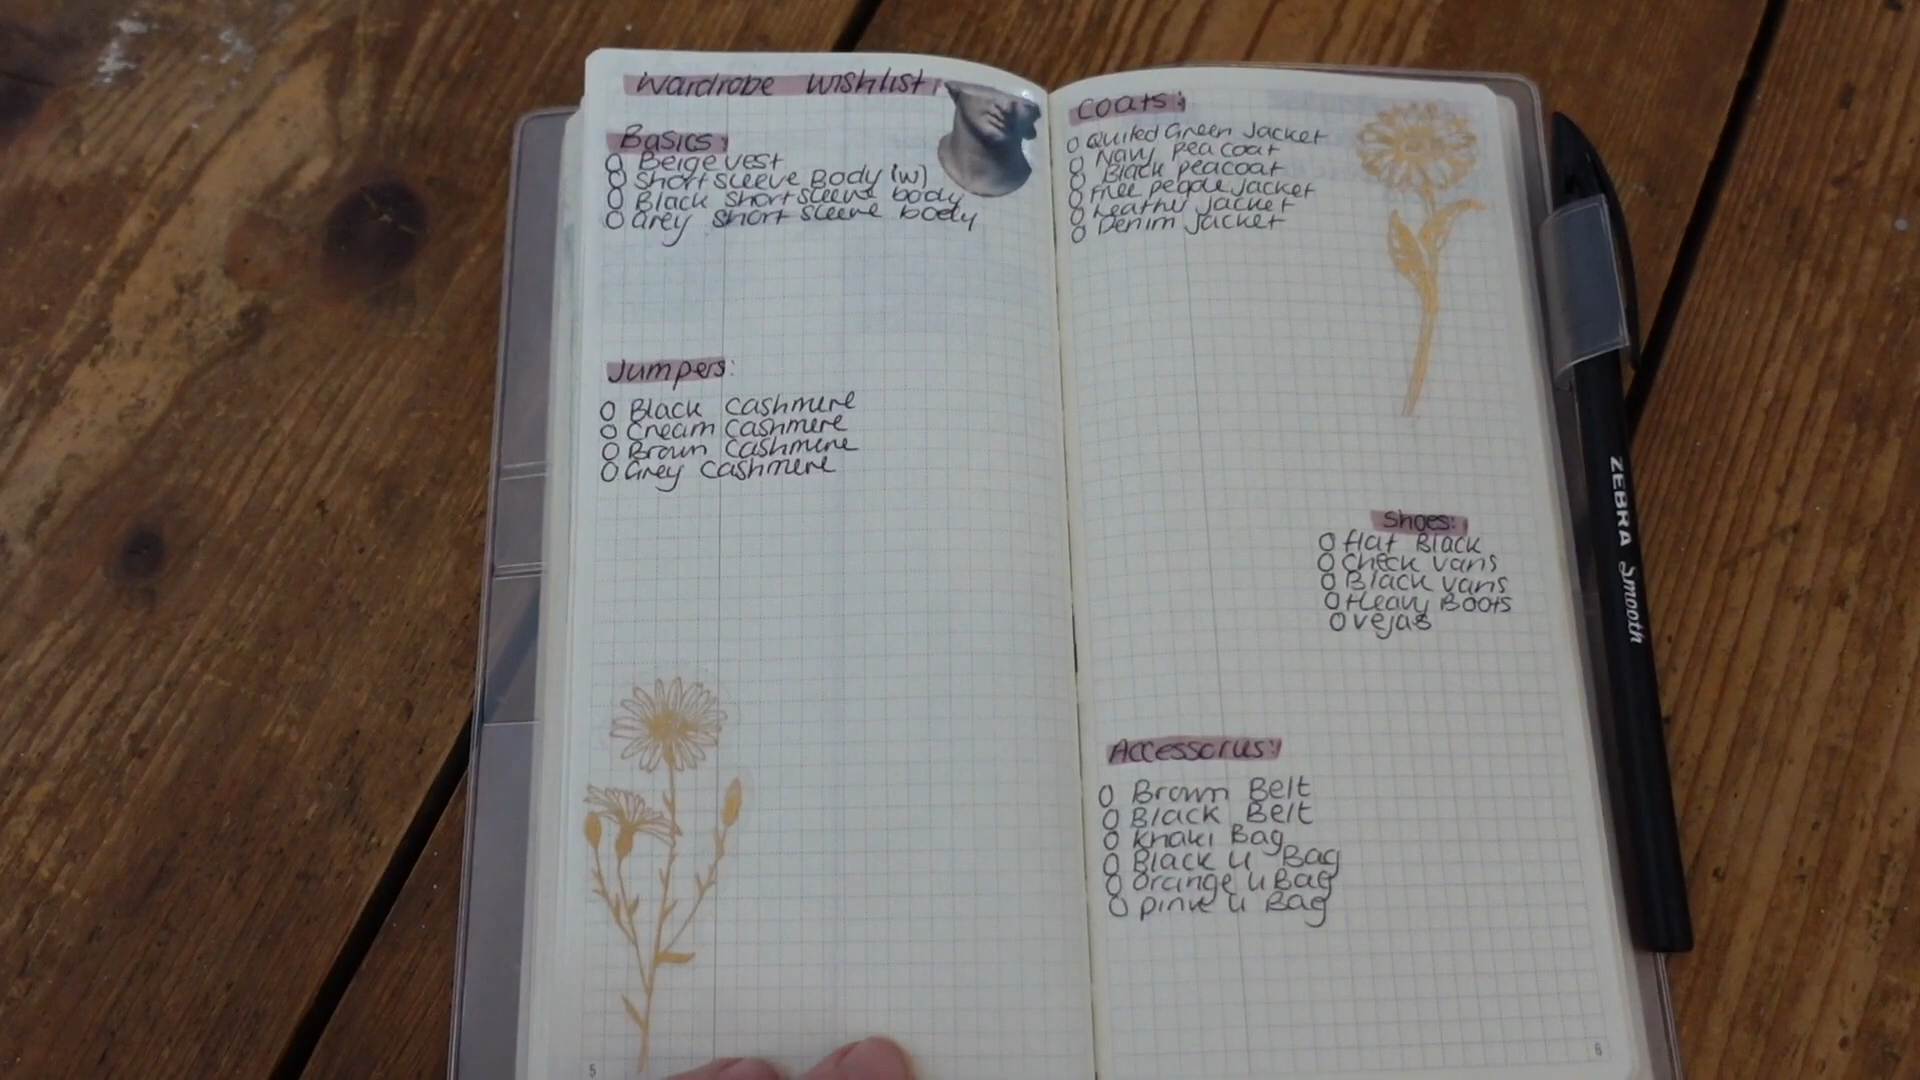 Wardrobe Wishlist:
Basics:
O Beige vest
O Short sleeve Body (w)
O Black short sleeve body
O Grey short sleeve body
Jumpers:
O Black cashmere
O Cream cashmere
O Brown cashmere
O Grey cashmere
5
Coats:
O Quilted Green Jacket
O Navy peacoat
O Black peacoat
O Free people jacket
O Leather jacket
O Denim jacket
Shoes:
O Flat Black
O Check vans
O Black vans
O Heavy Boots
O Vejas
Accessories:
O Brown Belt
O Black Belt
O Khaki Bag
O Black U Bag
O Orange U Bag
O Pink U Bag
6
ZEBRA Smooth